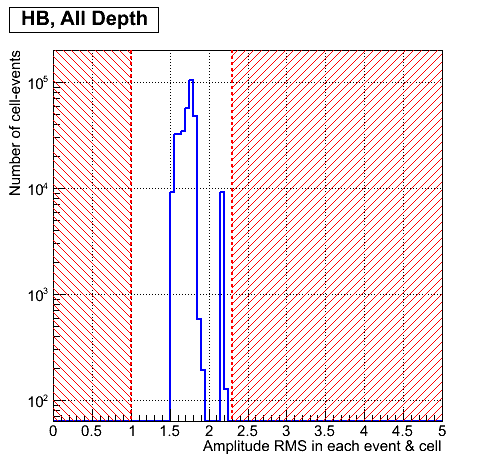 HB, All Depth
Number of cell-events
10^5
10^4
10^3
10^2
0 0.5 1 1.5 2 2.5 3 3.5 4 4.5 5
Amplitude RMS in each event & cell